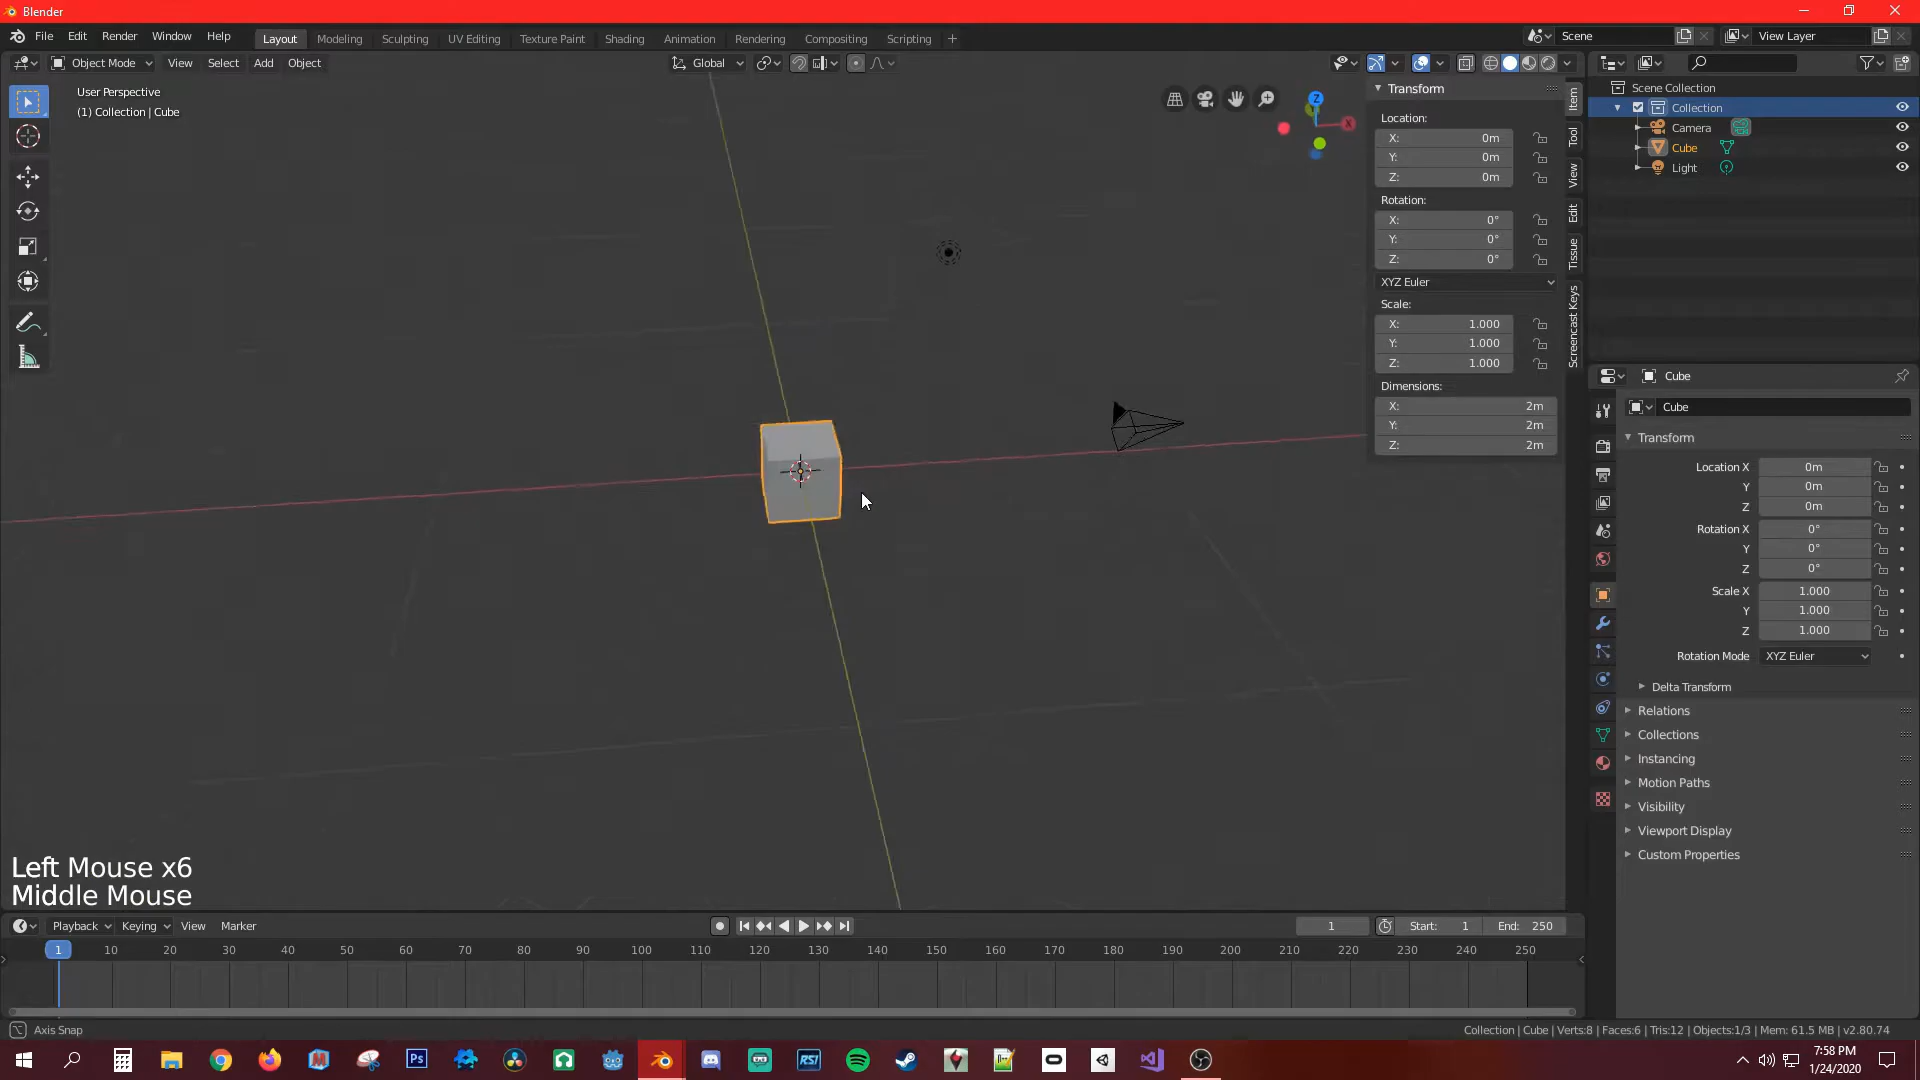 Blender
File Edit Render Window Help
Layout Modeling Sculpting UV Editing Texture Paint Shading Animation Rendering Compositing Scripting +
Scene
View Layer
Object Mode View Select Add Object
Global
User Perspective
(1) Collection | Cube
Transform
Location:
X: 0m
Y: 0m
Z: 0m
Rotation:
X: 0°
Y: 0°
Z: 0°
XYZ Euler
Scale:
X: 1.000
Y: 1.000
Z: 1.000
Dimensions:
X: 2m
Y: 2m
Z: 2m
Item
Tool
View
Edit
Tissue
Screencast Keys
Z
X
Scene Collection
Collection
Camera
Cube
Light
Cube
Cube
Transform
Location X 0m
Y 0m
Z 0m
Rotation X 0°
Y 0°
Z 0°
Scale X 1.000
Y 1.000
Z 1.000
Rotation Mode XYZ Euler
Delta Transform
Relations
Collections
Instancing
Motion Paths
Visibility
Viewport Display
Custom Properties
Left Mouse x6
Middle Mouse
Playback Keying View Marker
1
Start: 1
End: 250
1 10 20 30 40 50 60 70 80 90 100 110 120 130 140 150 160 170 180 190 200 210 220 230 240 250
Axis Snap
Collection | Cube | Verts:8 | Faces:6 | Tris:12 | Objects:1/3 | Mem: 61.5 MB | v2.80.74
Ps
RSI
7:58 PM
1/24/2020